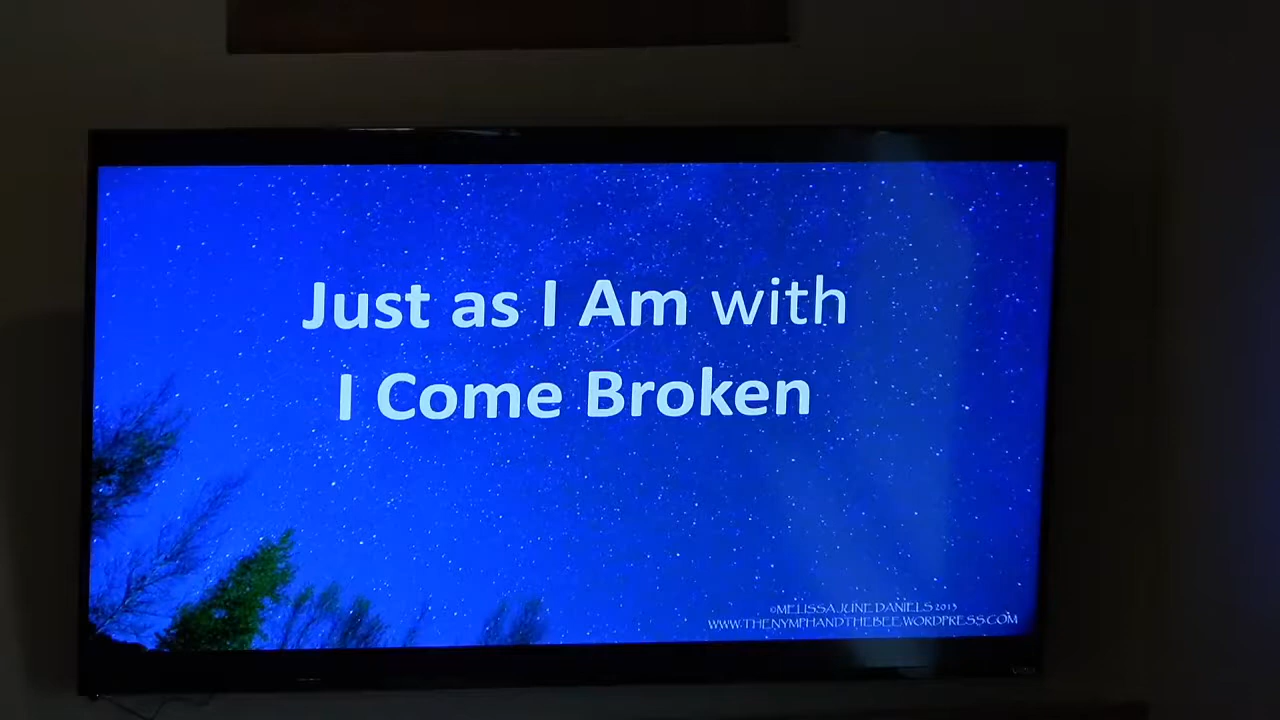 Just as I Am with
I Come Broken
©MELISSA JUNE DANIELS 2013
WWW.THENYMPHANDTHEBEE.WORDPRESS.COM